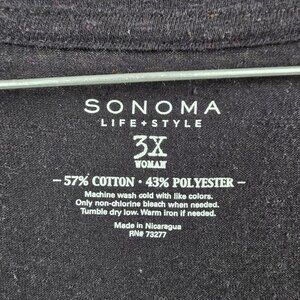 SONOMA
LIFE + STYLE
3X
WOMAN
– 57% COTTON · 43% POLYESTER –
Machine wash cold with like colors.
Only non-chlorine bleach when needed.
Tumble dry low. Warm iron if needed.
Made in Nicaragua
RN# 73277